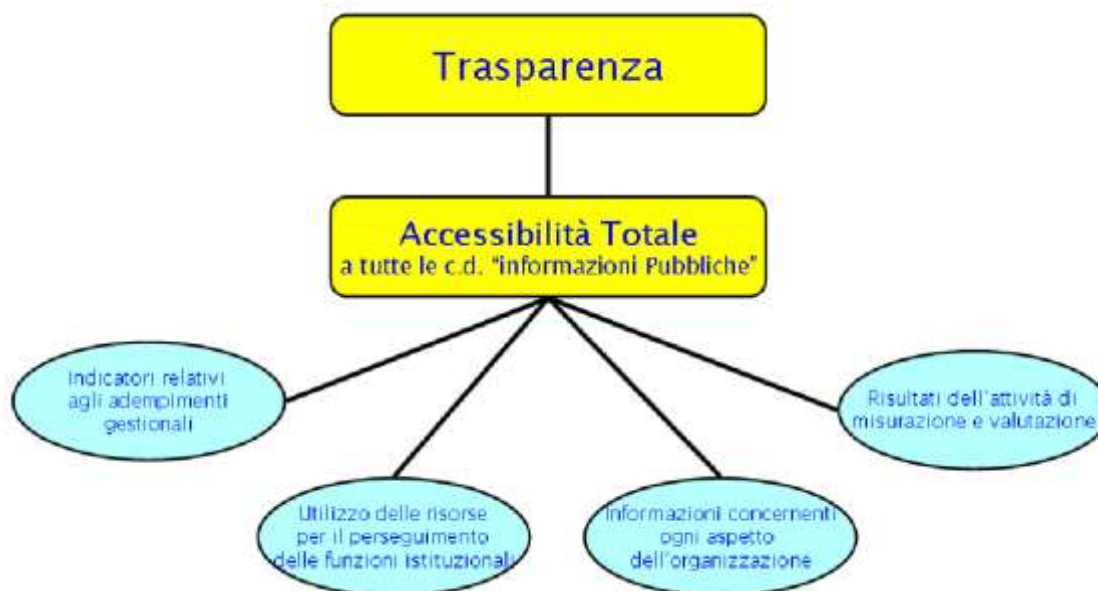 Trasparenza
Accessibilità Totale
a tutte le c.d. "informazioni Pubbliche"
Indicatori relativi
agli adempimenti
gestionali
Utilizzo delle risorse
per il perseguimento
delle funzioni istituzionali
Informazioni concernenti
ogni aspetto
dell'organizzazione
Risultati dell'attività di
misurazione e valutazione